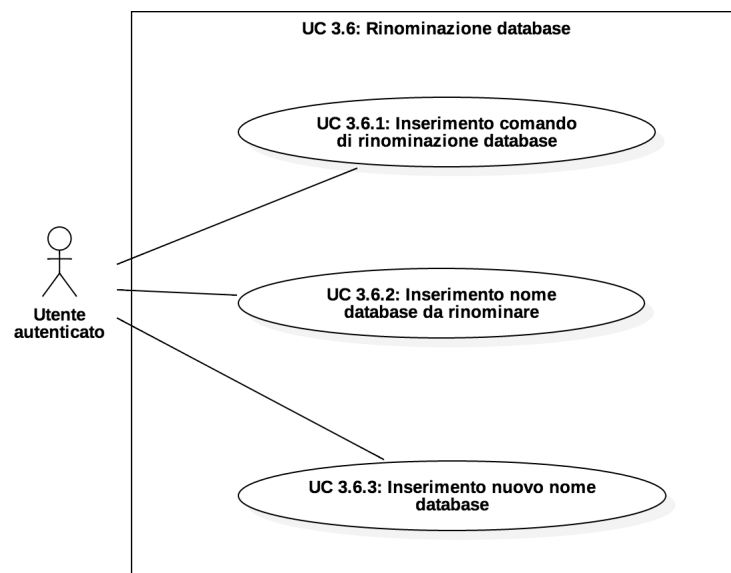 UC 3.6: Rinominazione database
UC 3.6.1: Inserimento comando
di rinominazione database
UC 3.6.2: Inserimento nome
database da rinominare
Utente
autenticato
UC 3.6.3: Inserimento nuovo nome
database